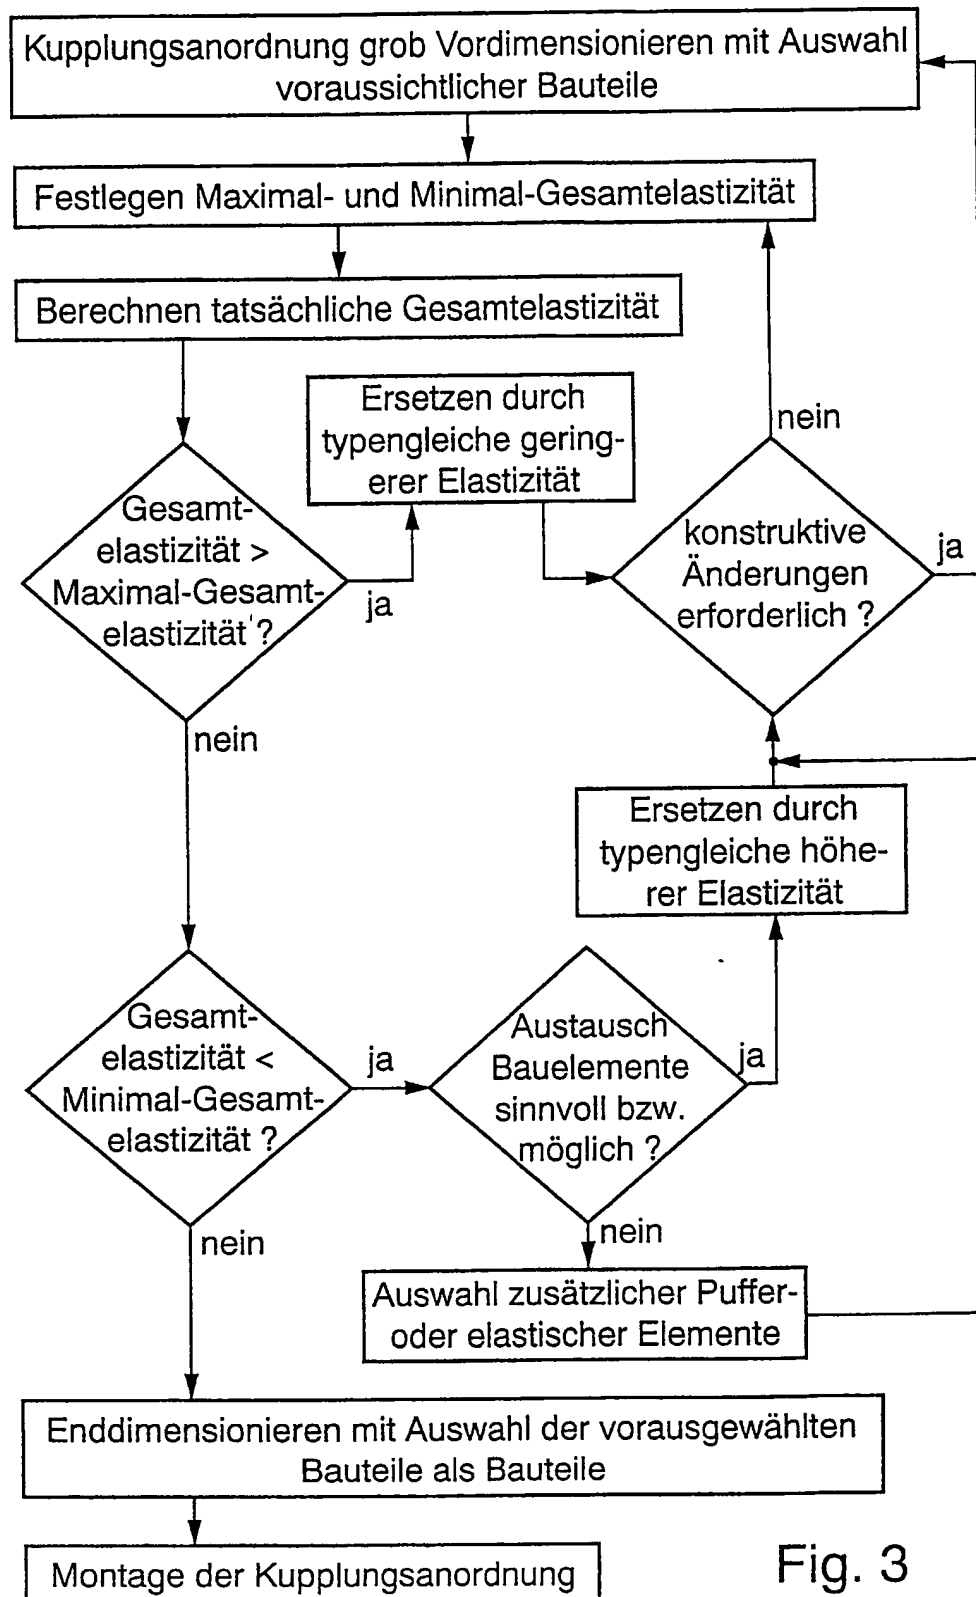 Kupplungsanordnung grob Vordimensionieren mit Auswahl
voraussichtlicher Bauteile
Festlegen Maximal- und Minimal-Gesamtelastizität
Berechnen tatsächliche Gesamtelastizität
Ersetzen durch
typengleiche gering-
erer Elastizität
nein
Gesamt-
elastizität >
Maximal-Gesamt-
elastizität ?
ja
konstruktive
Änderungen
erforderlich ?
ja
nein
Ersetzen durch
typengleiche höhe-
rer Elastizität
Gesamt-
elastizität <
Minimal-Gesamt-
elastizität ?
ja
Austausch
Bauelemente
sinnvoll bzw.
möglich ?
ja
nein
nein
Auswahl zusätzlicher Puffer-
oder elastischer Elemente
Enddimensionieren mit Auswahl der vorausgewählten
Bauteile als Bauteile
Montage der Kupplungsanordnung
Fig. 3